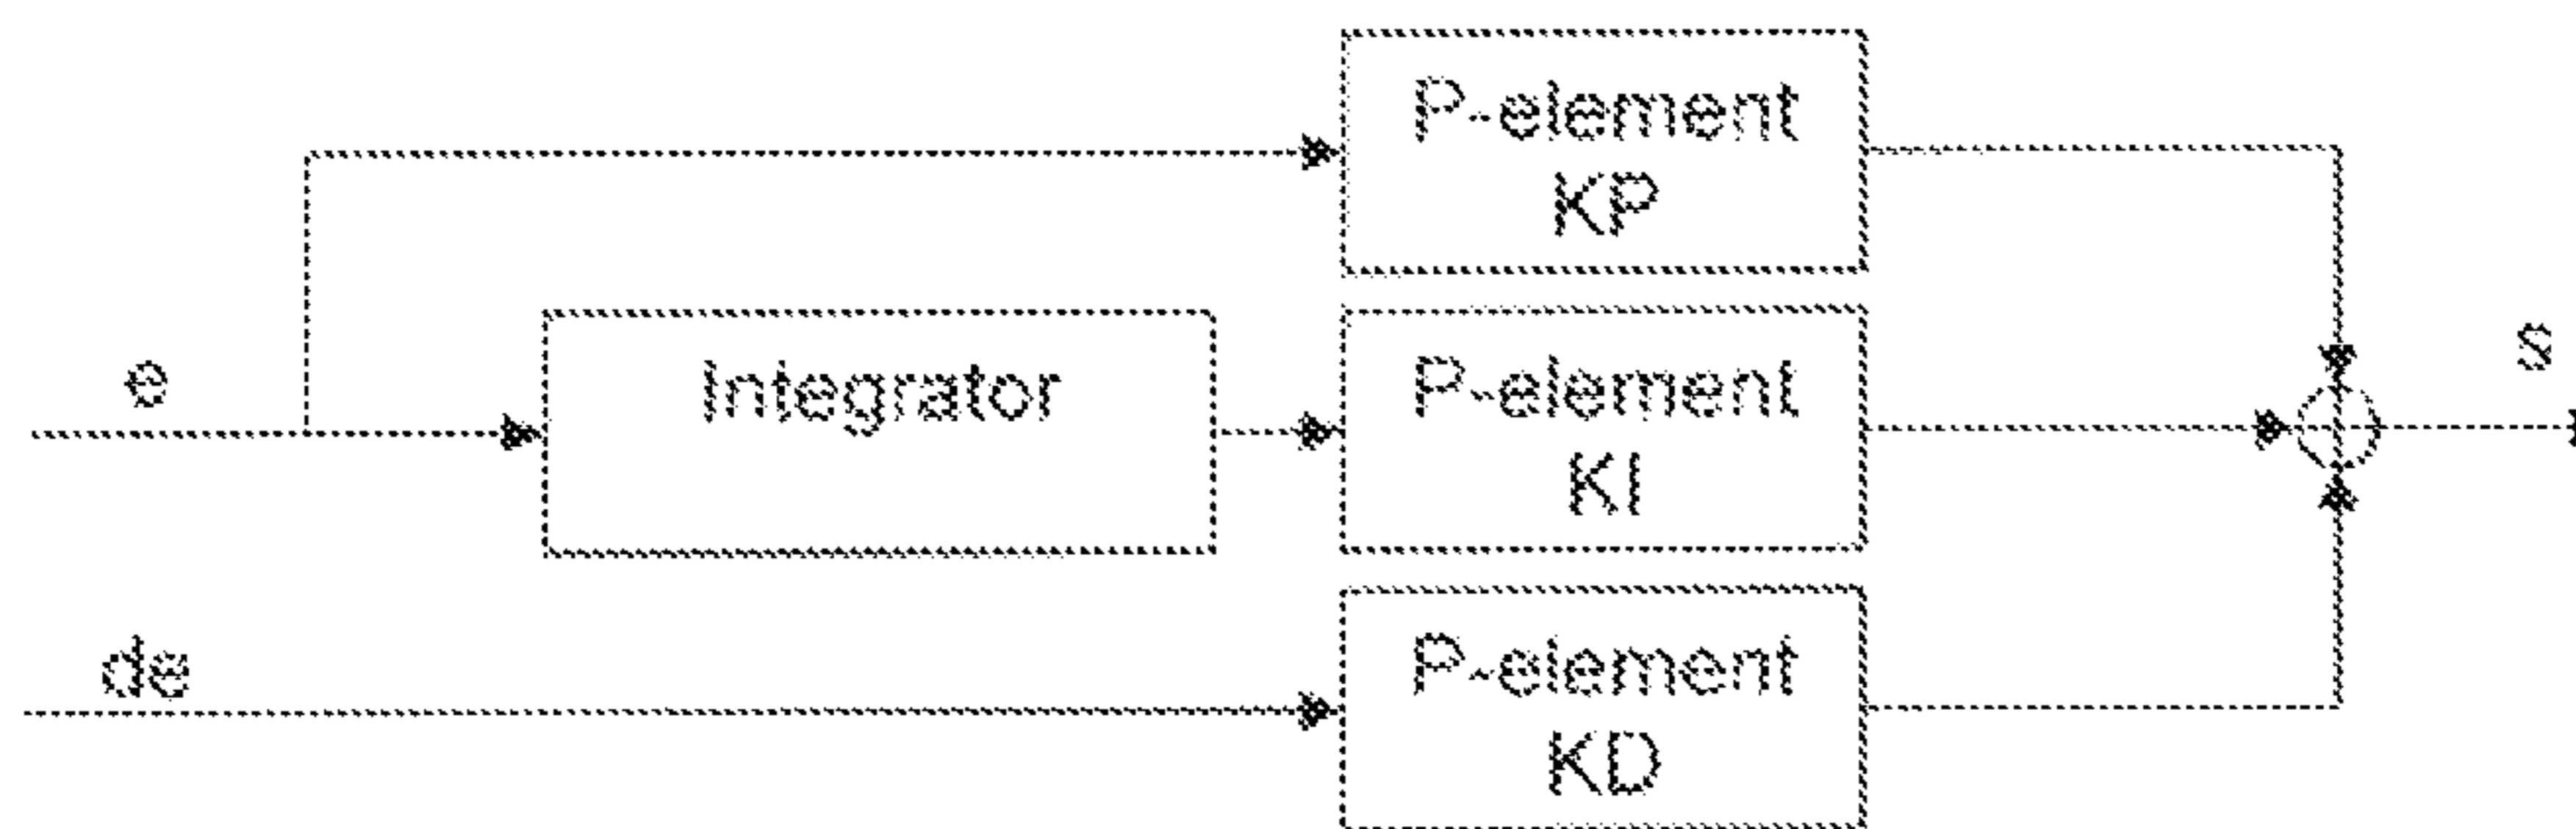 P-element
KP
e
Integrator
P-element
KI
s
de
P-element
KD